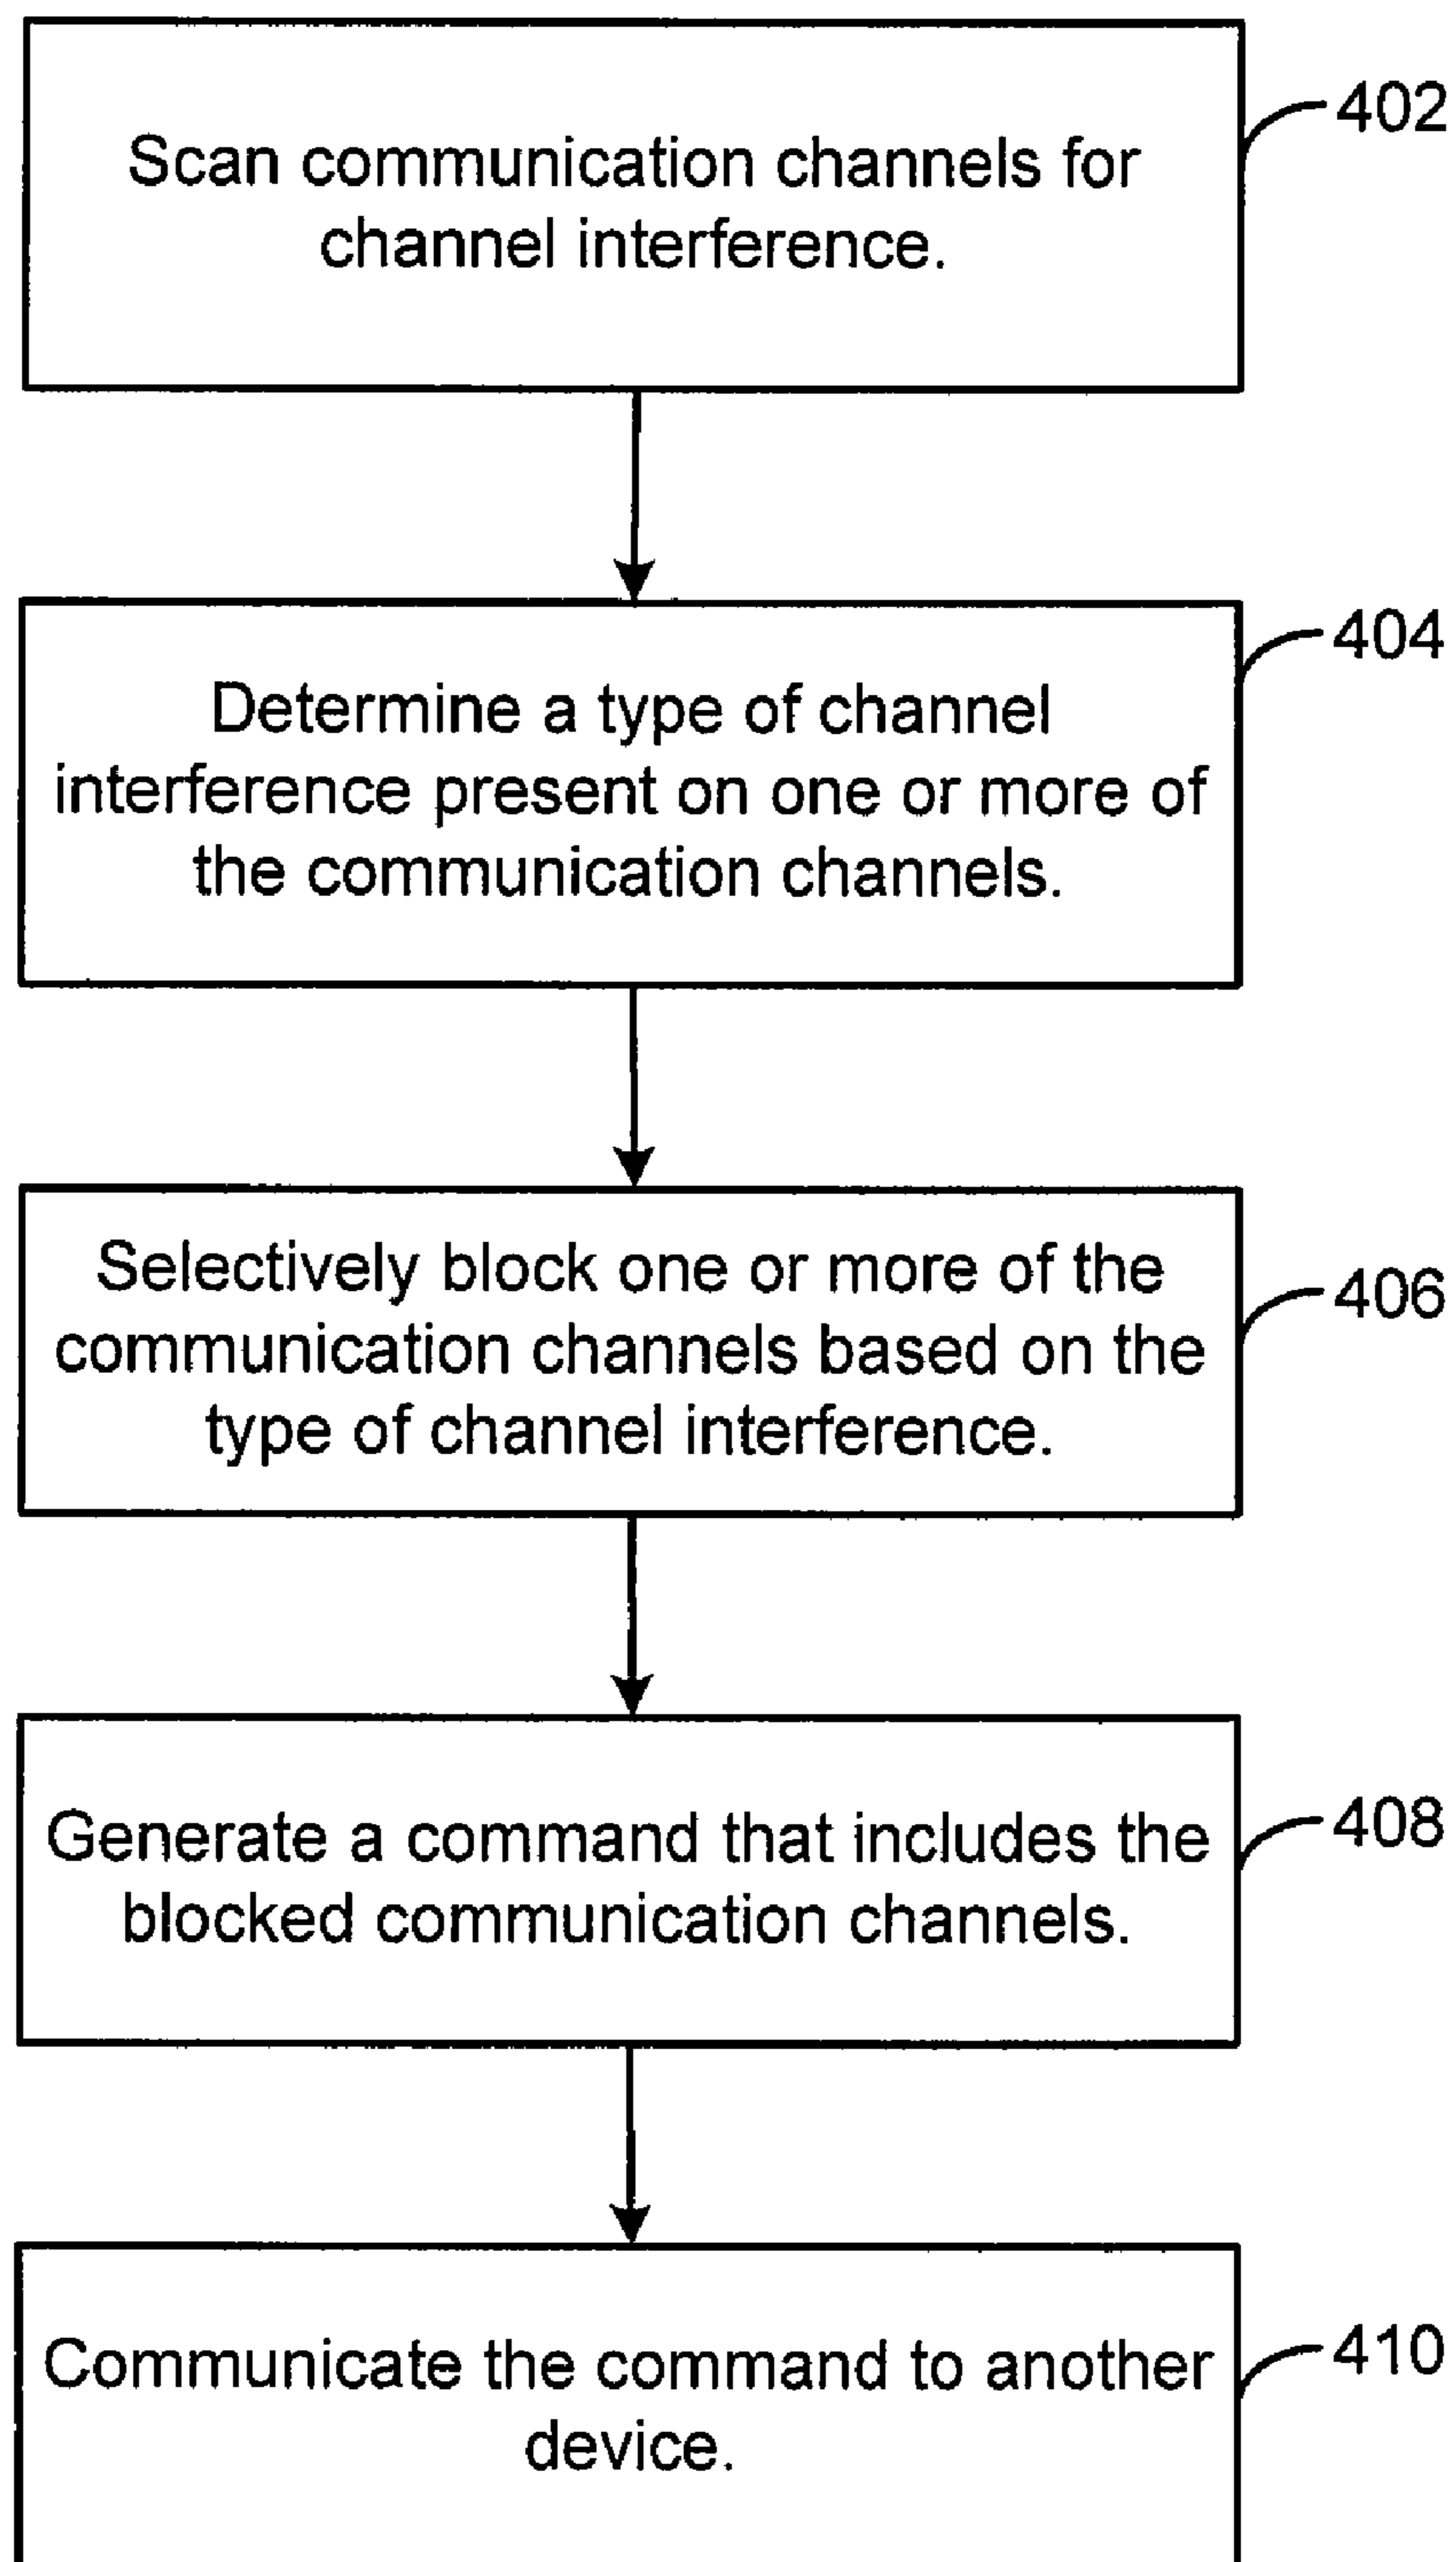 402
Scan communication channels for
channel interference.
404
Determine a type of channel
interference present on one or more of
the communication channels.
406
Selectively block one or more of the
communication channels based on the
type of channel interference.
408
Generate a command that includes the
blocked communication channels.
410
Communicate the command to another
device.